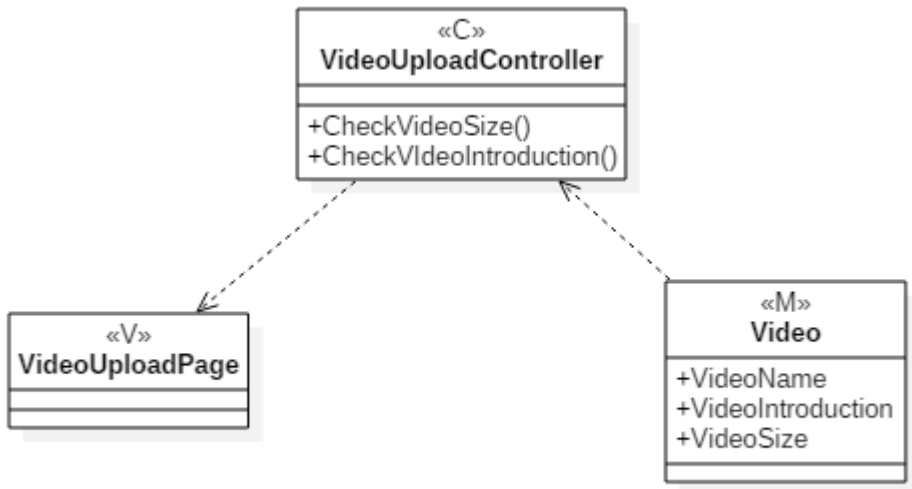 «C»
VideoUploadController
+CheckVideoSize()
+CheckVIdeoIntroduction()
«V»
VideoUploadPage
«M»
Video
+VideoName
+VideoIntroduction
+VideoSize